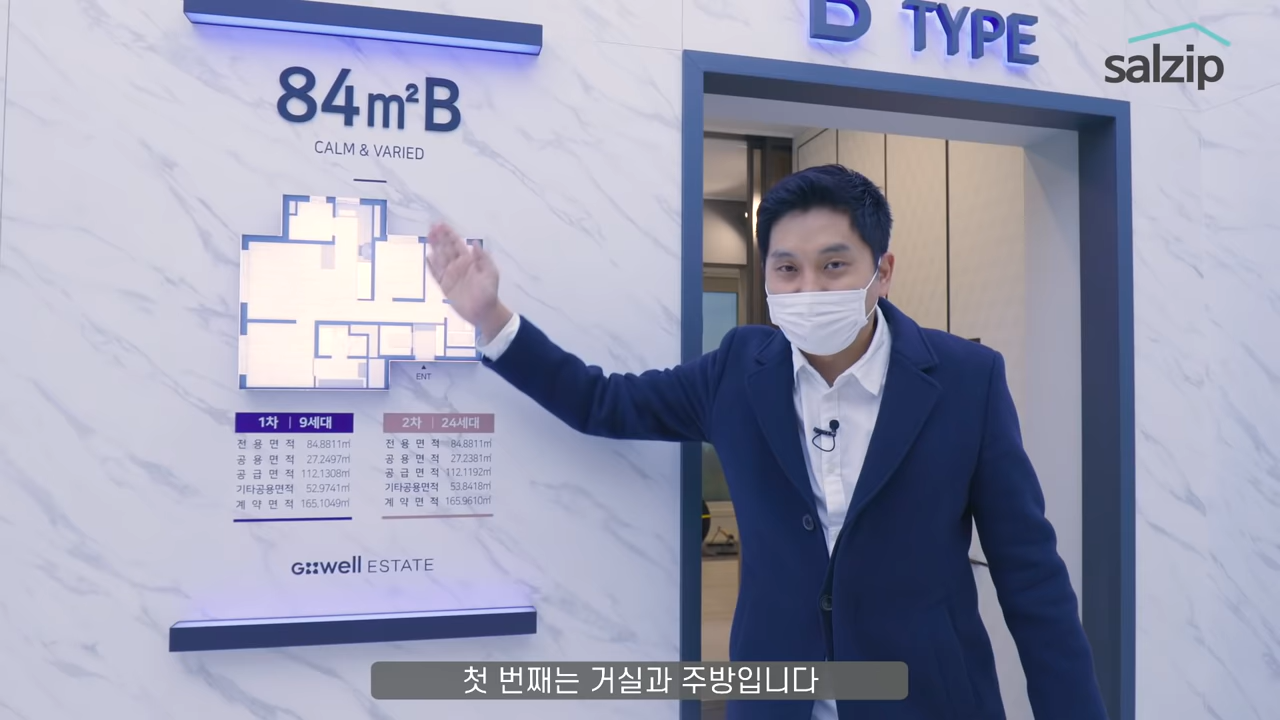 B TYPE
salzip
84m²B
CALM & VARIED
ENT
1차 | 9세대
전용면적 84.8811㎡
공용면적 27.2497㎡
공급면적 112.1308㎡
기타공용면적 52.9741㎡
계약면적 165.1049㎡
2차 | 24세대
전용면적 84.8811㎡
공용면적 27.2381㎡
공급면적 112.1192㎡
기타공용면적 53.8418㎡
계약면적 165.9610㎡
well ESTATE
첫 번째는 거실과 주방입니다